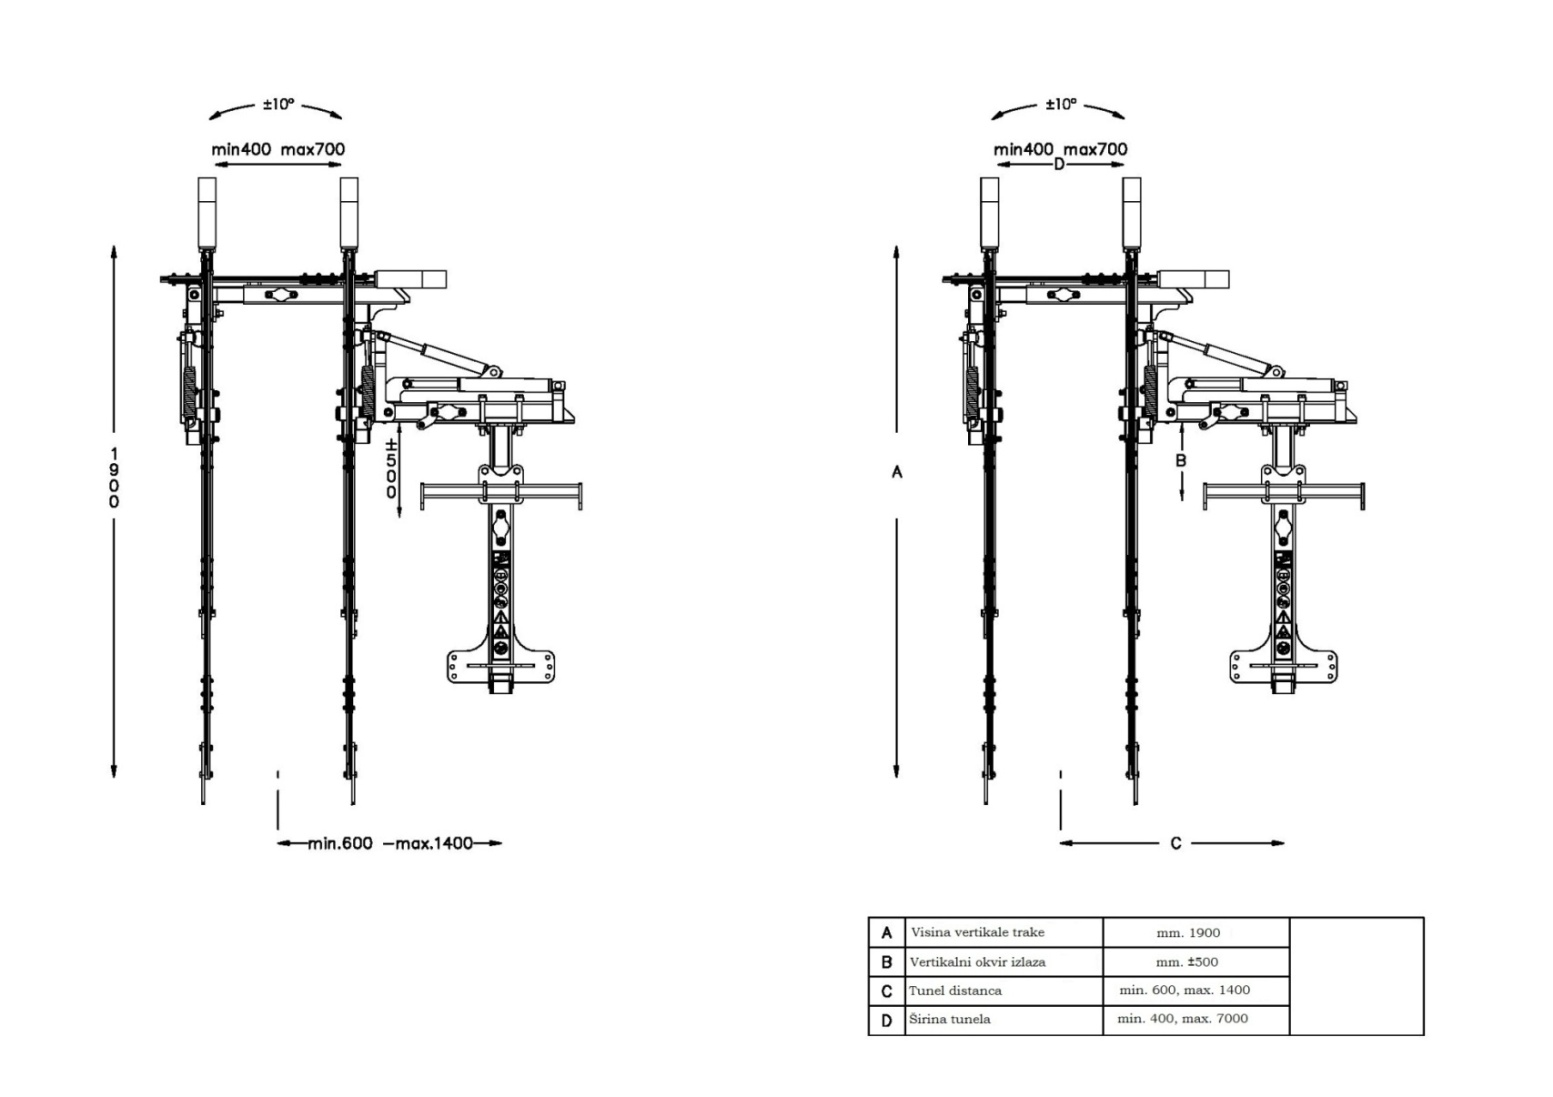 ±10°
min400 max700
1900
±500
min.600 -max.1400
±10°
min400 max700
D
A
B
C
A Visina vertikale trake mm. 1900
B Vertikalni okvir izlaza mm. ±500
C Tunel distanca min. 600, max. 1400
D Širina tunela min. 400, max. 7000